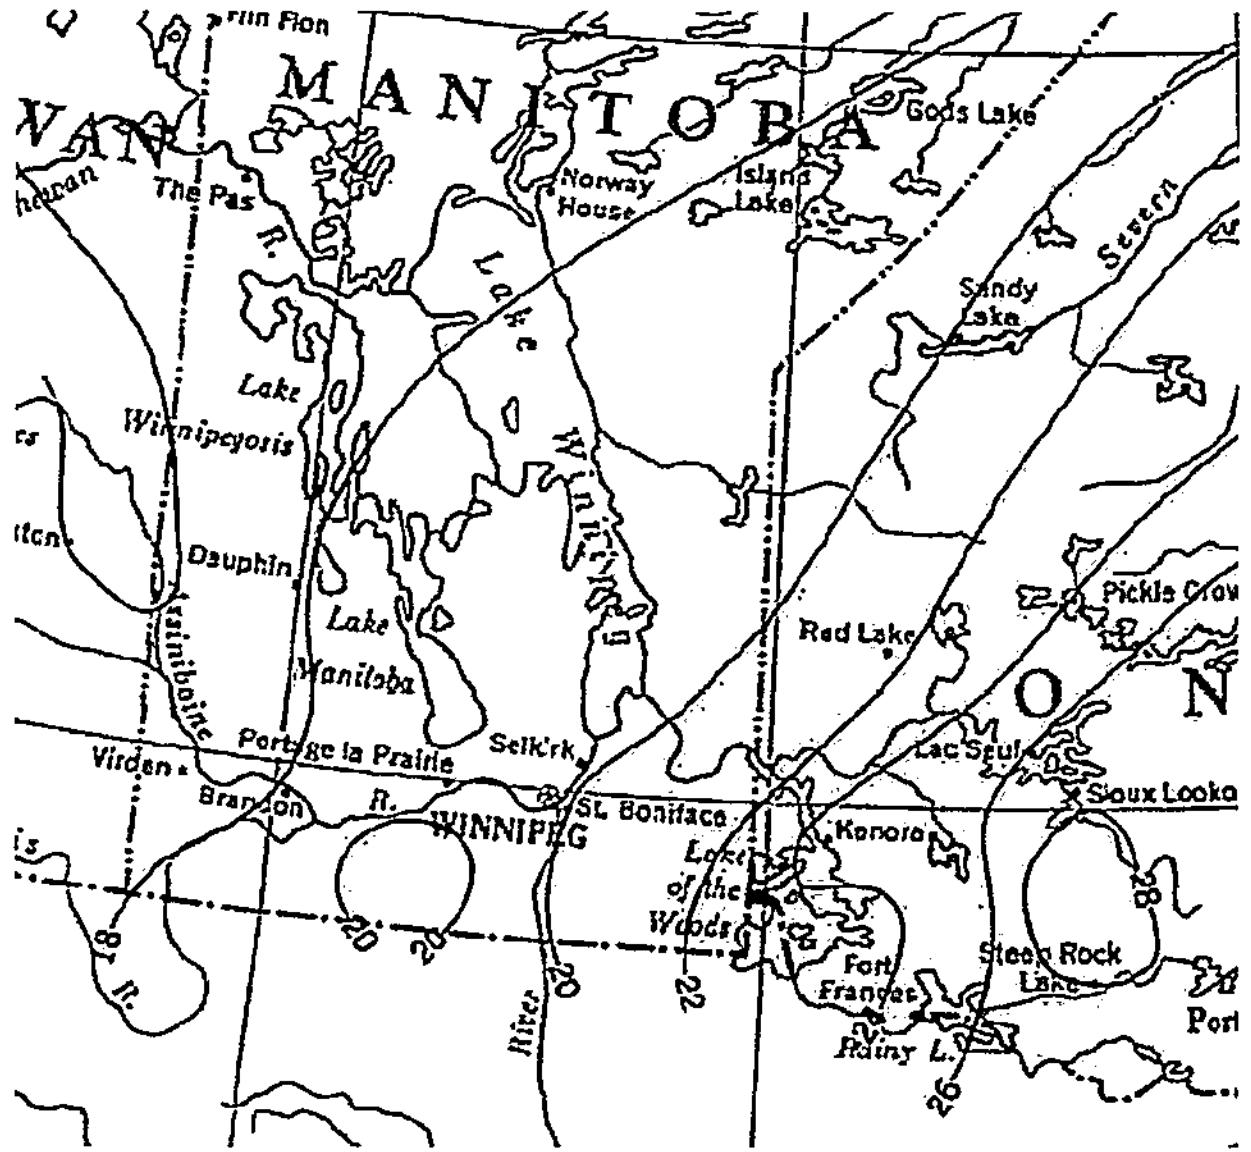 Flin Flon
MANITOBA
VAN
Gods Lake
The Pas
R.
Norway
House
Island
Lake
Severn
Lake
Sandy
Lake
Lake
Winnipegosis
Dauphin
Lake
Manitoba
Assiniboine
Red Lake
Pickle Crow
O N
Portage la Prairie
Selkirk
Lac Seul
Virden
Brandon
R.
WINNIPEG
St. Boniface
Sioux Looko
Kenora
Lake
of the
Woods
18
20
20
20
22
28
R.
River
Fort
Frances
Steep Rock
Lake
Port
Rainy L.
26